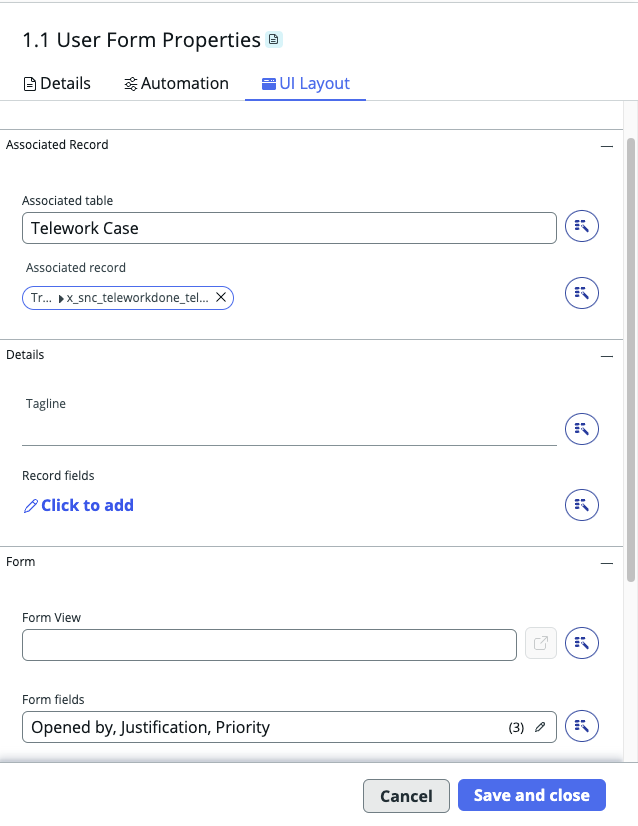 1.1 User Form Properties
Details Automation UI Layout
Associated Record
Associated table
Telework Case
Associated record
Tr... x_snc_teleworkdone_tel...
Details
Tagline
Record fields
Click to add
Form
Form View
Form fields
Opened by, Justification, Priority (3)
Cancel Save and close